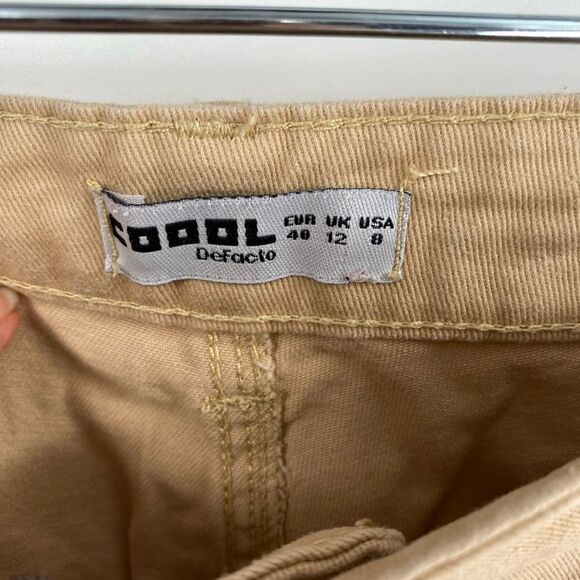 COOOL
DeFacto
EUR UK USA
40 12 8